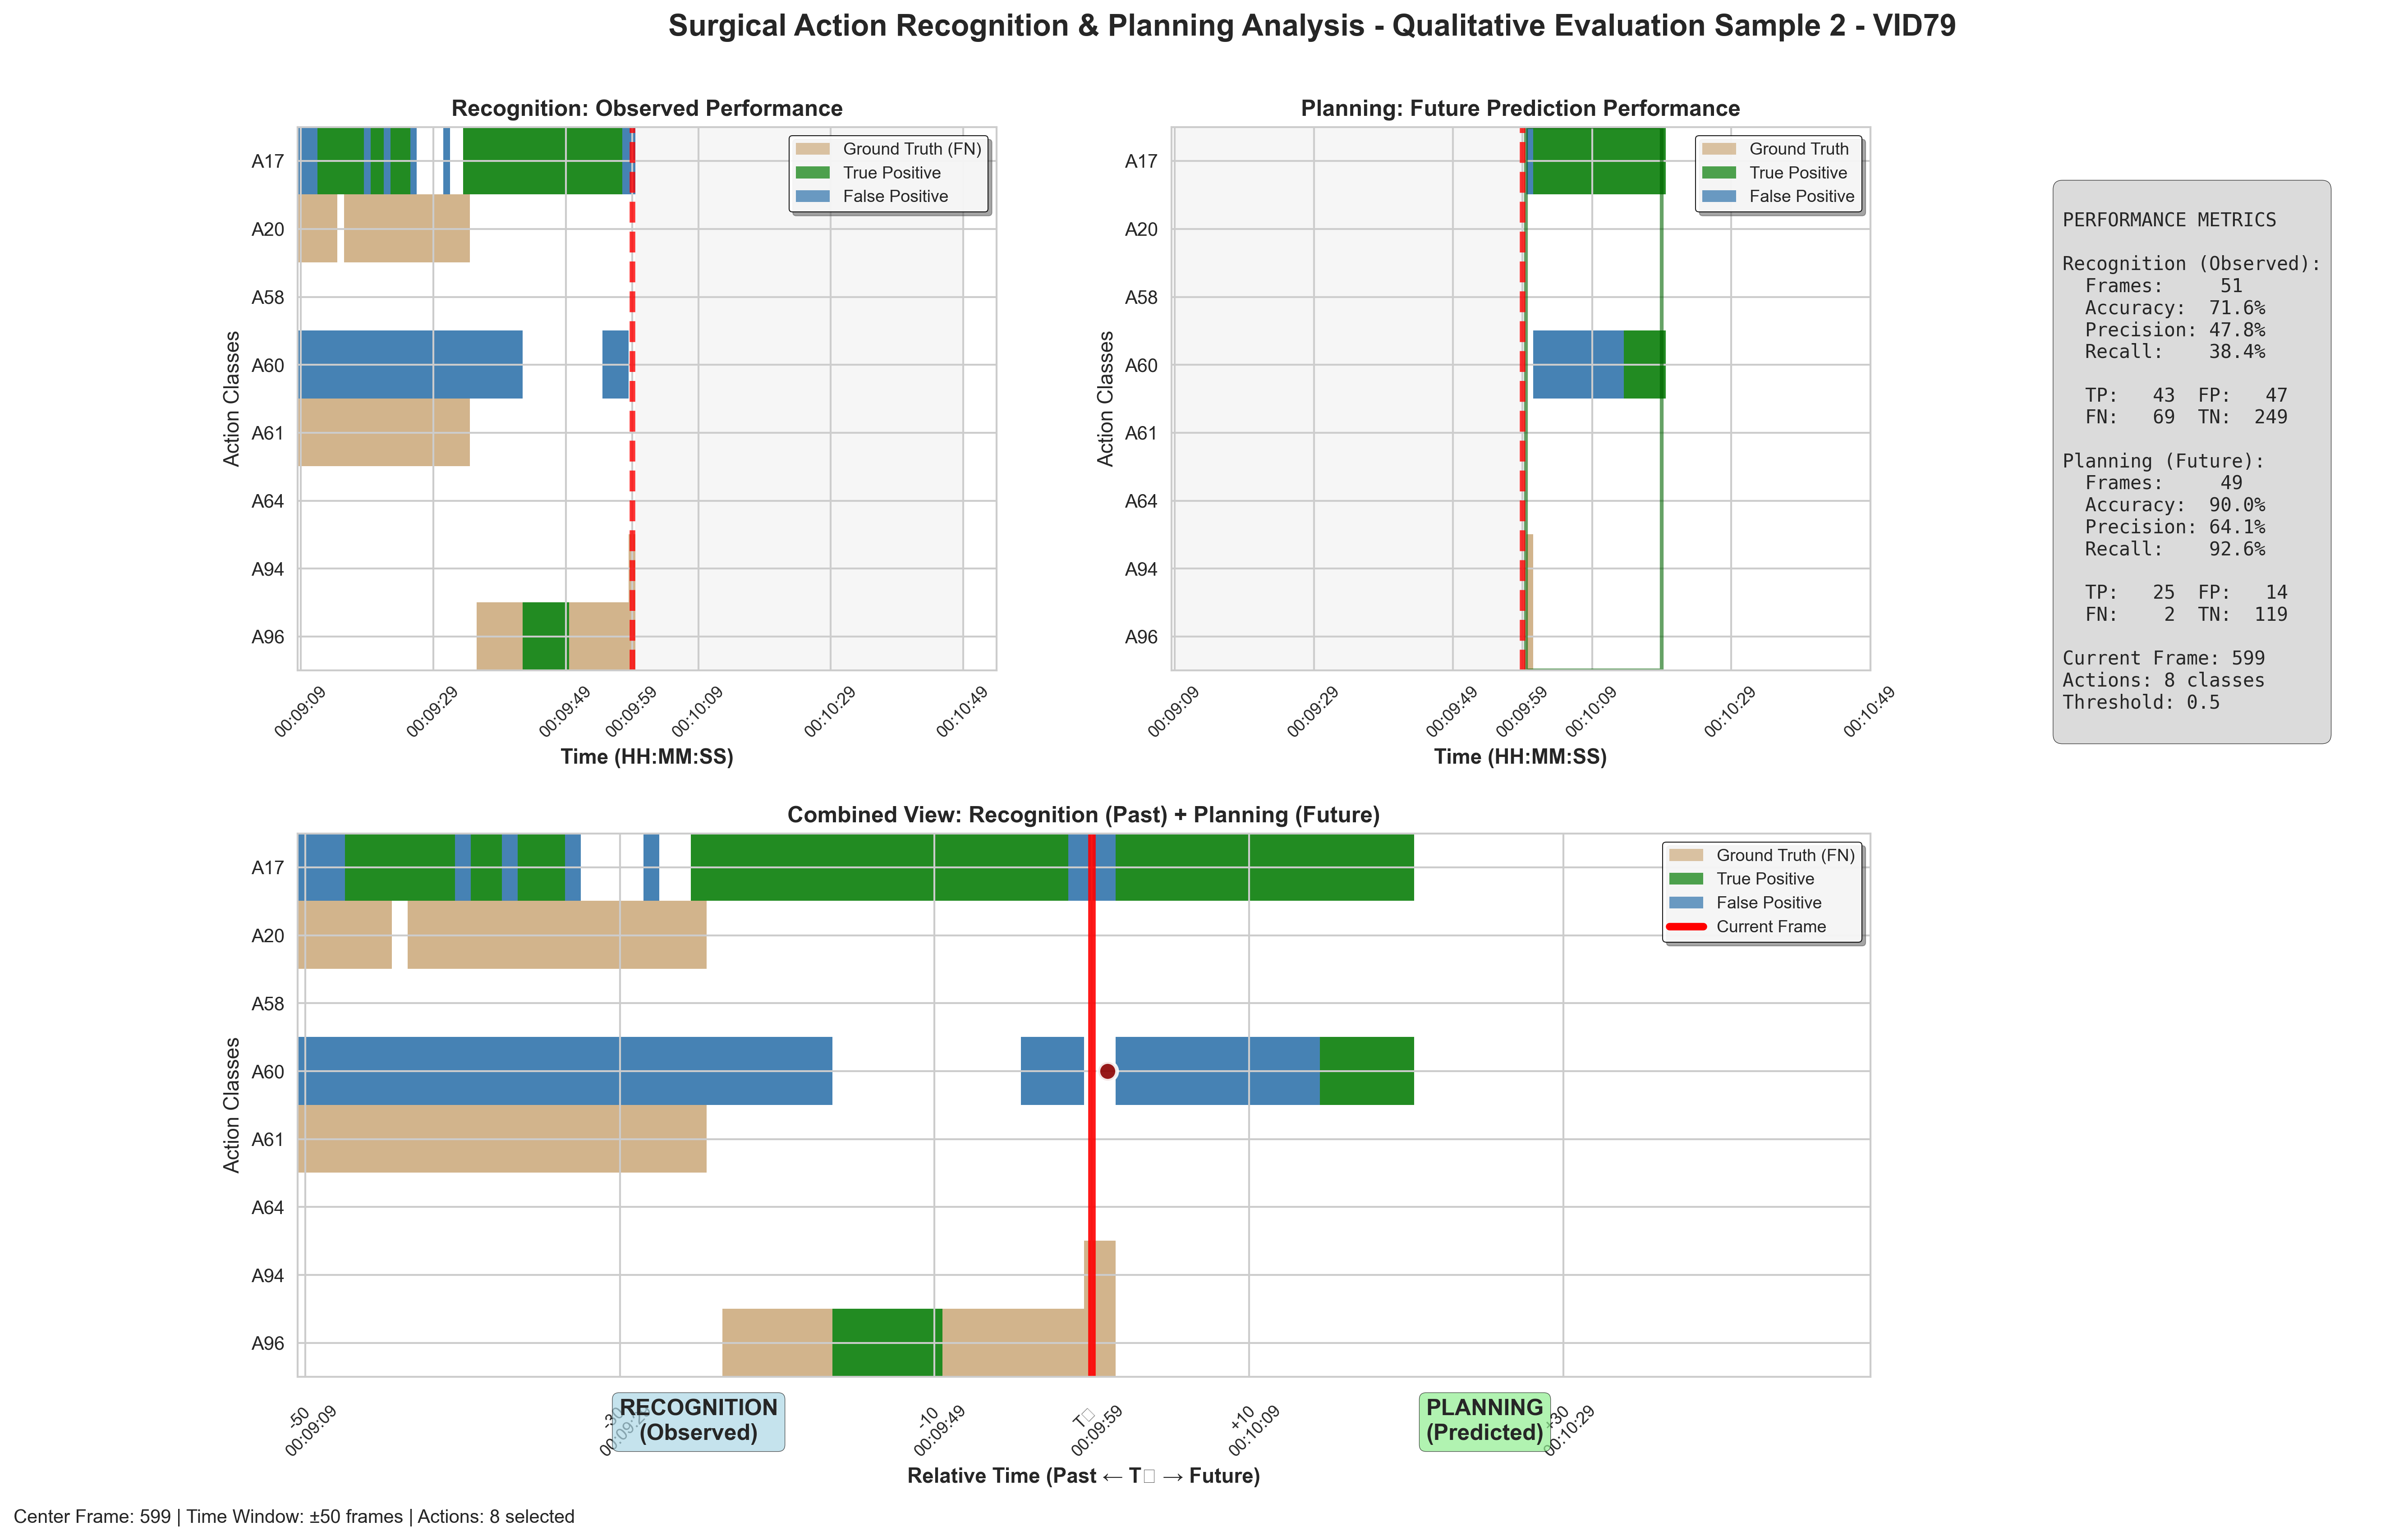 Surgical Action Recognition & Planning Analysis - Qualitative Evaluation Sample 2 - VID79
Recognition: Observed Performance
A17
A20
A58
A60
A61
A64
A94
A96
Action Classes
Ground Truth (FN)
True Positive
False Positive
00:09:09
00:09:29
00:09:49
00:09:59
00:10:09
00:10:29
00:10:49
Time (HH:MM:SS)
Planning: Future Prediction Performance
A17
A20
A58
A60
A61
A64
A94
A96
Action Classes
Ground Truth
True Positive
False Positive
00:09:09
00:09:29
00:09:49
00:09:59
00:10:09
00:10:29
00:10:49
Time (HH:MM:SS)
PERFORMANCE METRICS
Recognition (Observed):
Frames: 51
Accuracy: 71.6%
Precision: 47.8%
Recall: 38.4%
TP: 43 FP: 47
FN: 69 TN: 249
Planning (Future):
Frames: 49
Accuracy: 90.0%
Precision: 64.1%
Recall: 92.6%
TP: 25 FP: 14
FN: 2 TN: 119
Current Frame: 599
Actions: 8 classes
Threshold: 0.5
Combined View: Recognition (Past) + Planning (Future)
A17
A20
A58
A60
A61
A64
A94
A96
Action Classes
Ground Truth (FN)
True Positive
False Positive
Current Frame
-50
00:09:09
-10
00:09:49
T□
00:09:59
+10
00:10:09
+30
00:10:29
RECOGNITION
(Observed)
PLANNING
(Predicted)
Relative Time (Past ← T□ → Future)
Center Frame: 599 | Time Window: ±50 frames | Actions: 8 selected